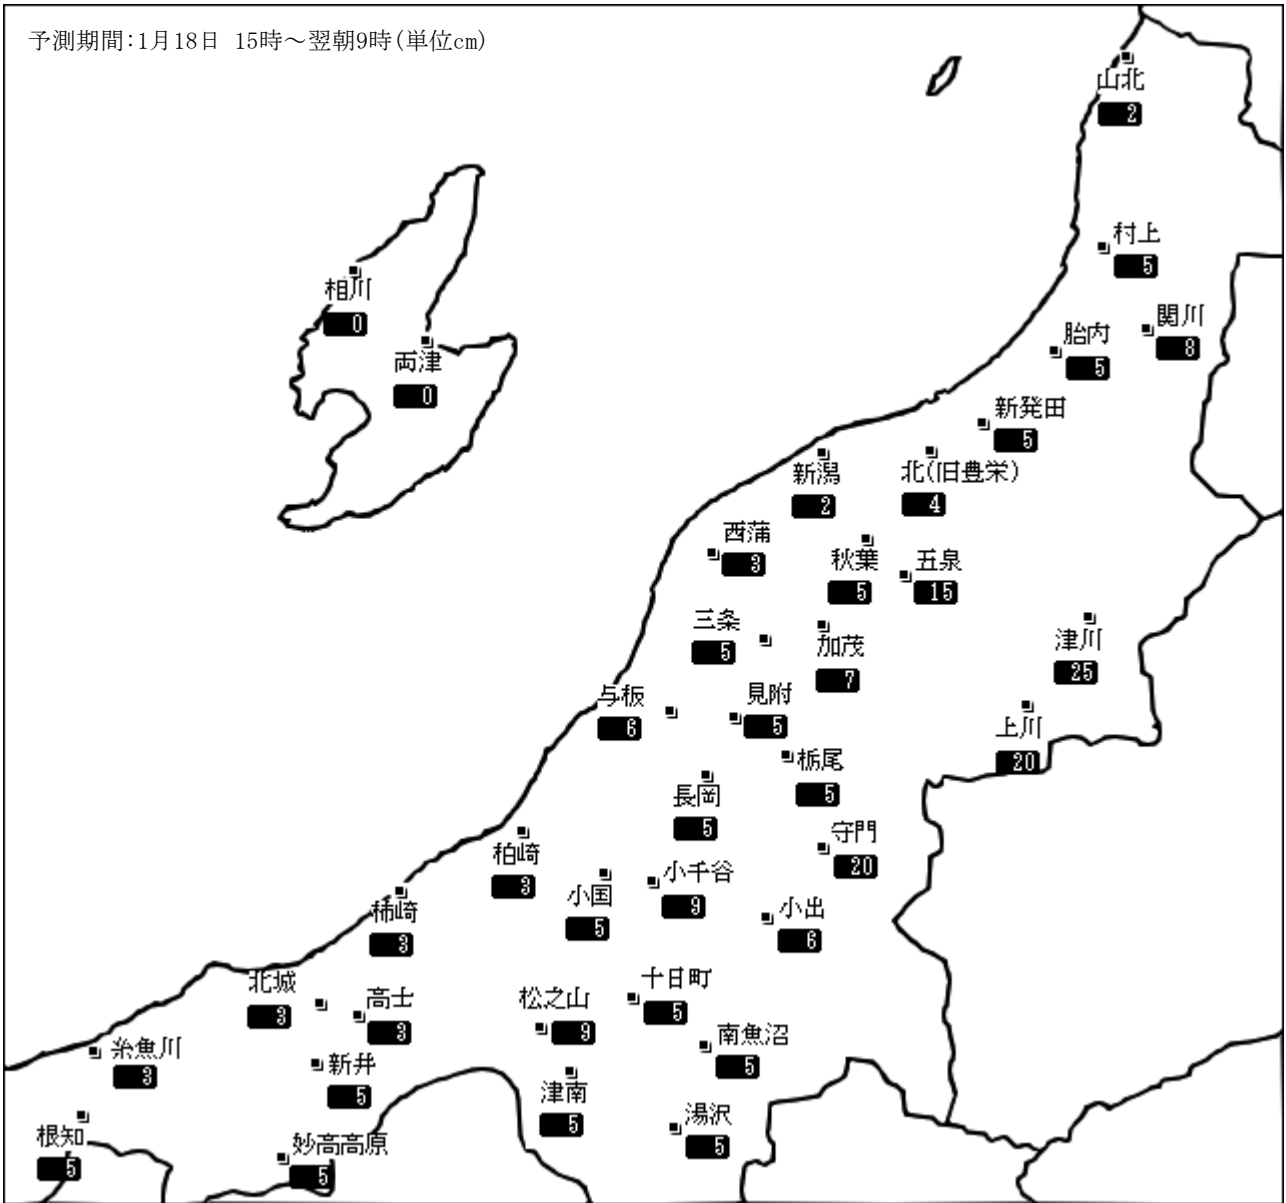 予測期間:1月18日 15時～翌朝9時(単位cm)
山北
2
村上
5
関川
8
胎内
5
相川
0
両津
0
新発田
5
新潟
2
北(旧豊栄)
4
西蒲
3
秋葉
5
五泉
15
三条
5
加茂
7
津川
25
与板
6
見附
5
上川
20
栃尾
5
長岡
5
守門
20
柏崎
3
小国
5
小千谷
9
小出
6
柿崎
3
北城
3
高士
3
松之山
9
十日町
5
南魚沼
5
糸魚川
3
新井
5
津南
5
湯沢
5
根知
5
妙高高原
5